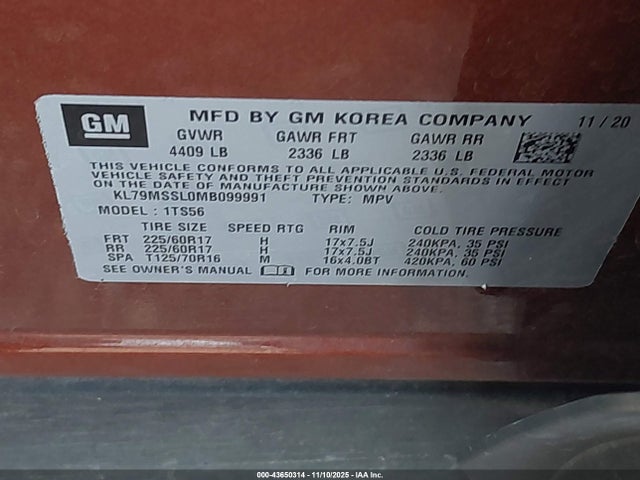 GM MFD BY GM KOREA COMPANY 11/20
GVWR GAWR FRT GAWR RR
4409 LB 2336 LB 2336 LB
THIS VEHICLE CONFORMS TO ALL APPLICABLE U.S. FEDERAL MOTOR
VEHICLE SAFETY AND THEFT PREVENTION STANDARDS IN EFFECT
ON THE DATE OF MANUFACTURE SHOWN ABOVE.
KL79MSSL0MB099991 TYPE: MPV
MODEL : 1TS56
TIRE SIZE SPEED RTG RIM COLD TIRE PRESSURE
FRT 225/60R17 H 17x7.5J 240KPA, 35 PSI
RR 225/60R17 H 17x7.5J 240KPA, 35 PSI
SPA T125/70R16 M 16x4.0BT 420KPA, 60 PSI
SEE OWNER'S MANUAL FOR MORE INFORMATION.
000-43650314 - 11/10/2025 - IAA Inc.